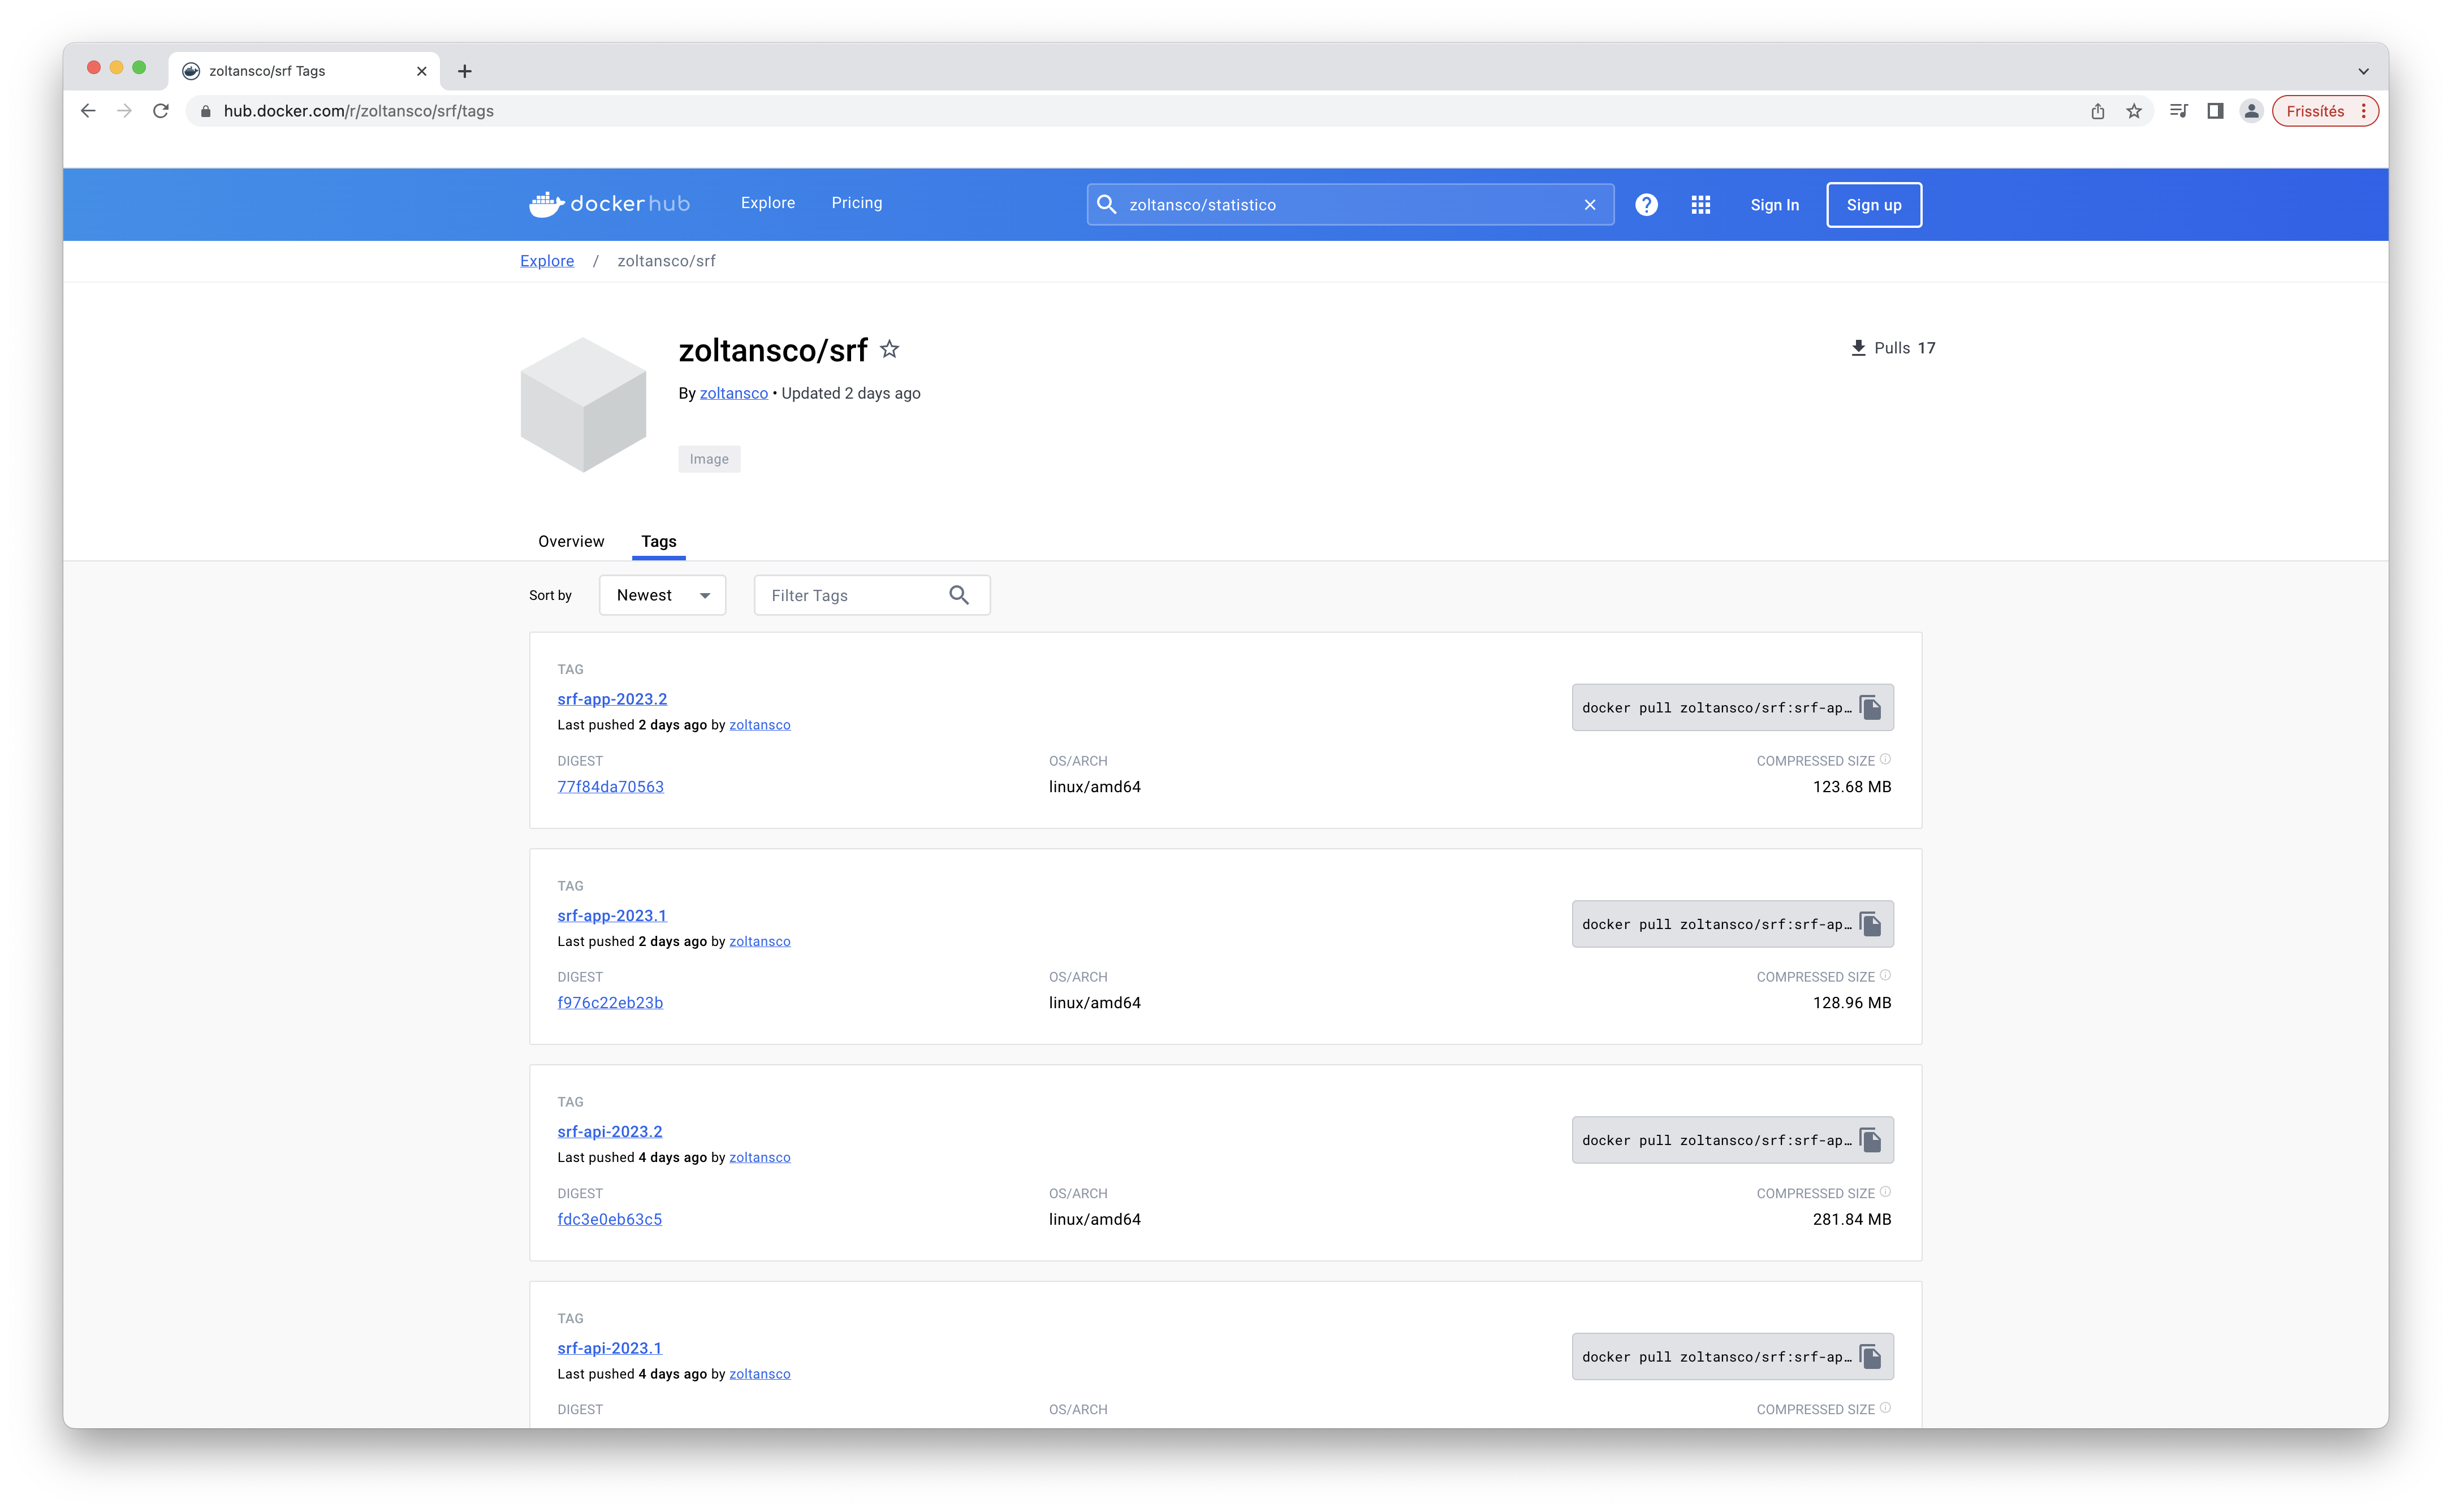 zoltansco/srf Tags
hub.docker.com/r/zoltansco/srf/tags
Frissítés
dockerhub
Explore
Pricing
zoltansco/statistico
Sign In
Sign up
Explore / zoltansco/srf
zoltansco/srf
Pulls 17
By zoltansco • Updated 2 days ago
Image
Overview
Tags
Sort by
Newest
Filter Tags
TAG
srf-app-2023.2
docker pull zoltansco/srf:srf-ap…
Last pushed 2 days ago by zoltansco
DIGEST OS/ARCH COMPRESSED SIZE
77f84da70563 linux/amd64 123.68 MB
TAG
srf-app-2023.1
docker pull zoltansco/srf:srf-ap…
Last pushed 2 days ago by zoltansco
DIGEST OS/ARCH COMPRESSED SIZE
f976c22eb23b linux/amd64 128.96 MB
TAG
srf-api-2023.2
docker pull zoltansco/srf:srf-ap…
Last pushed 4 days ago by zoltansco
DIGEST OS/ARCH COMPRESSED SIZE
fdc3e0eb63c5 linux/amd64 281.84 MB
TAG
srf-api-2023.1
docker pull zoltansco/srf:srf-ap…
Last pushed 4 days ago by zoltansco
DIGEST OS/ARCH COMPRESSED SIZE